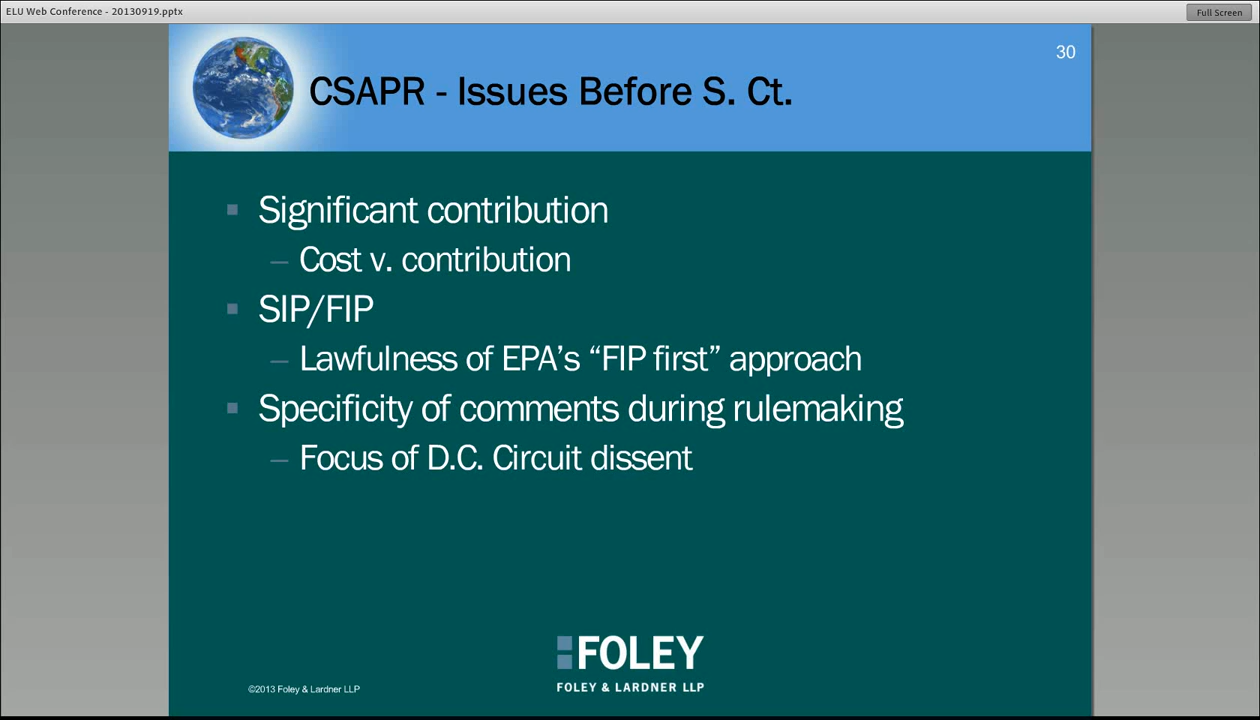 ELU Web Conference - 20130919.pptx
Full Screen
30
CSAPR - Issues Before S. Ct.
Significant contribution
– Cost v. contribution
SIP/FIP
– Lawfulness of EPA’s “FIP first” approach
Specificity of comments during rulemaking
– Focus of D.C. Circuit dissent
FOLEY
FOLEY & LARDNER LLP
©2013 Foley & Lardner LLP